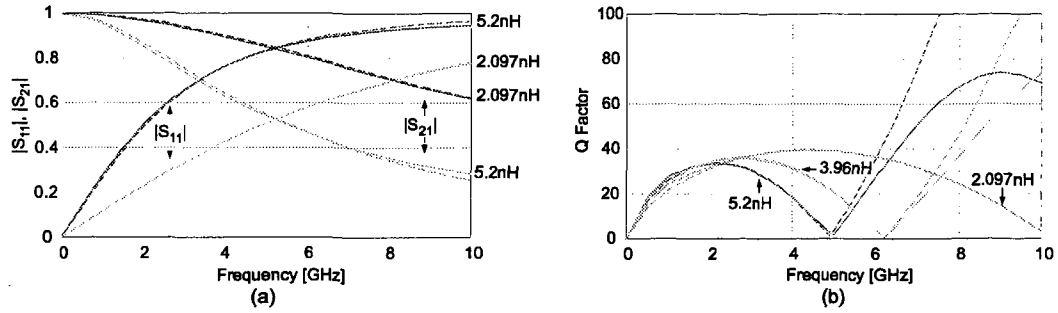 |S11|, |S21|
1
0.8
0.6
0.4
0.2
0
0
2
4
6
8
10
Frequency [GHz]
(a)
|S11|
|S21|
5.2nH
2.097nH
2.097nH
5.2nH
Q Factor
100
80
60
40
20
0
0
2
4
6
8
10
Frequency [GHz]
(b)
3.96nH
5.2nH
2.097nH